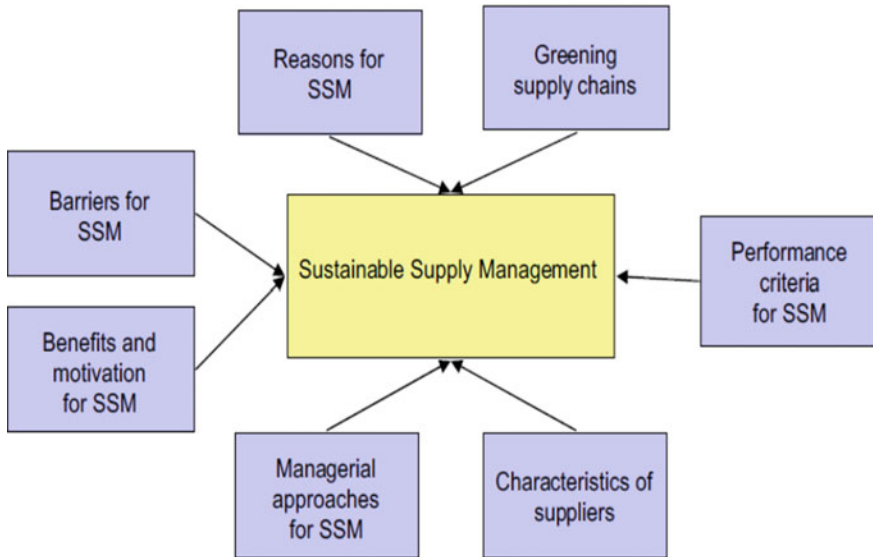 Reasons for
SSM
Greening
supply chains
Barriers for
SSM
Sustainable Supply Management
Performance
criteria
for SSM
Benefits and
motivation
for SSM
Managerial
approaches
for SSM
Characteristics of
suppliers